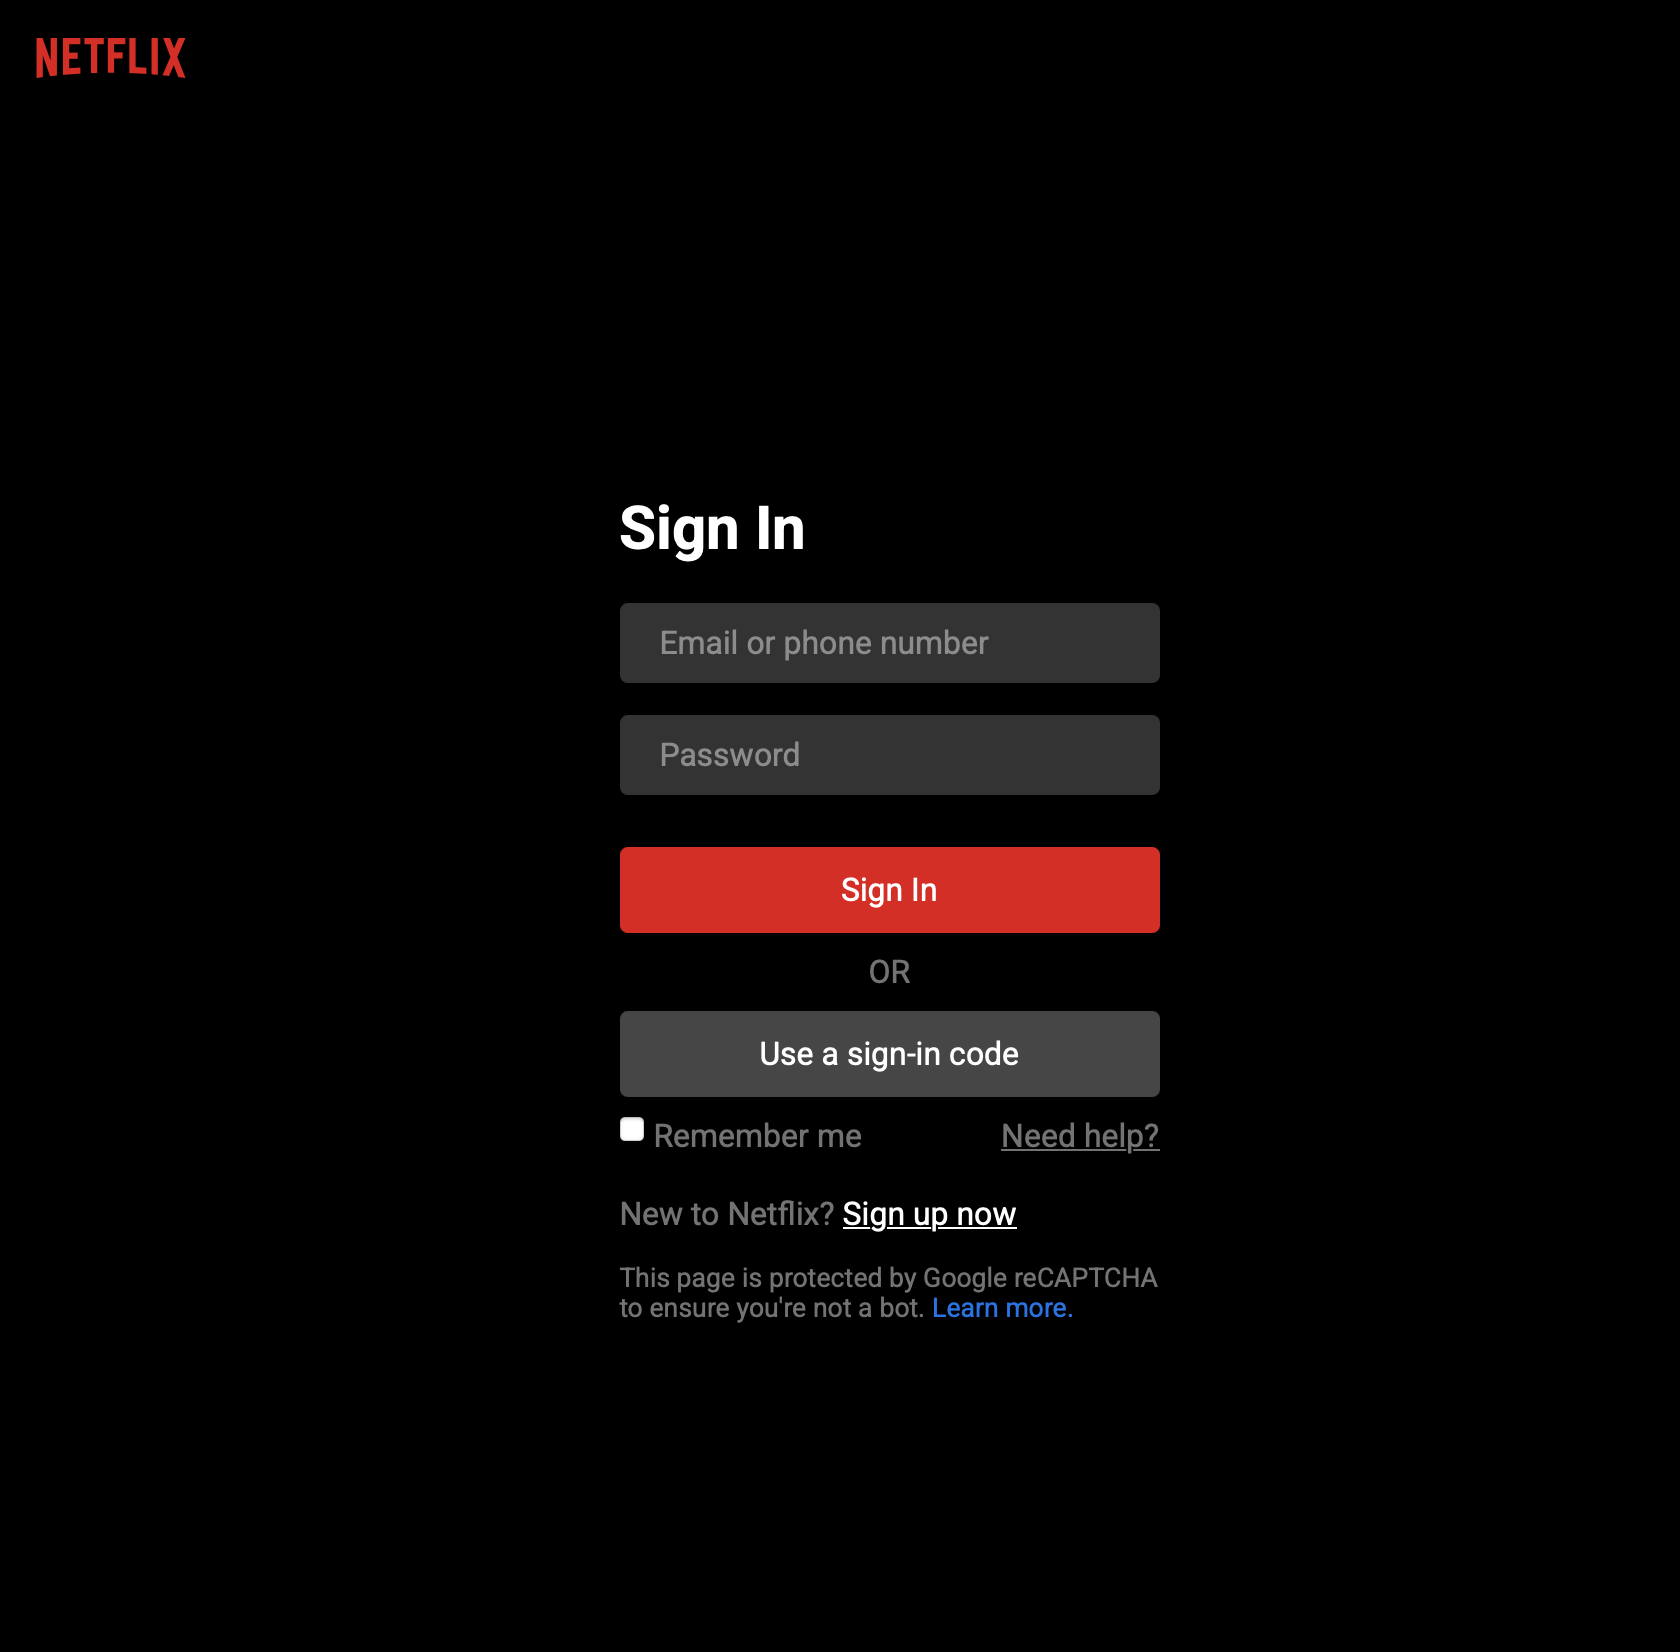 NETFLIX
Sign In
Email or phone number
Password
Sign In
OR
Use a sign-in code
Remember me Need help?
New to Netflix? Sign up now
This page is protected by Google reCAPTCHA
to ensure you're not a bot. Learn more.